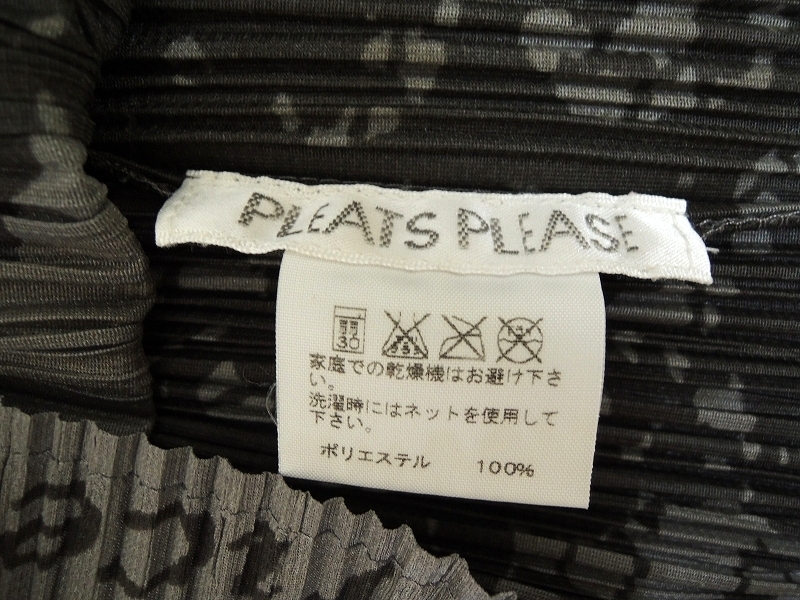 PLEATS PLEASE
30
家庭での乾燥機はお避け下さ
い。
洗濯時にはネットを使用して
下さい。
ポリエステル 100%